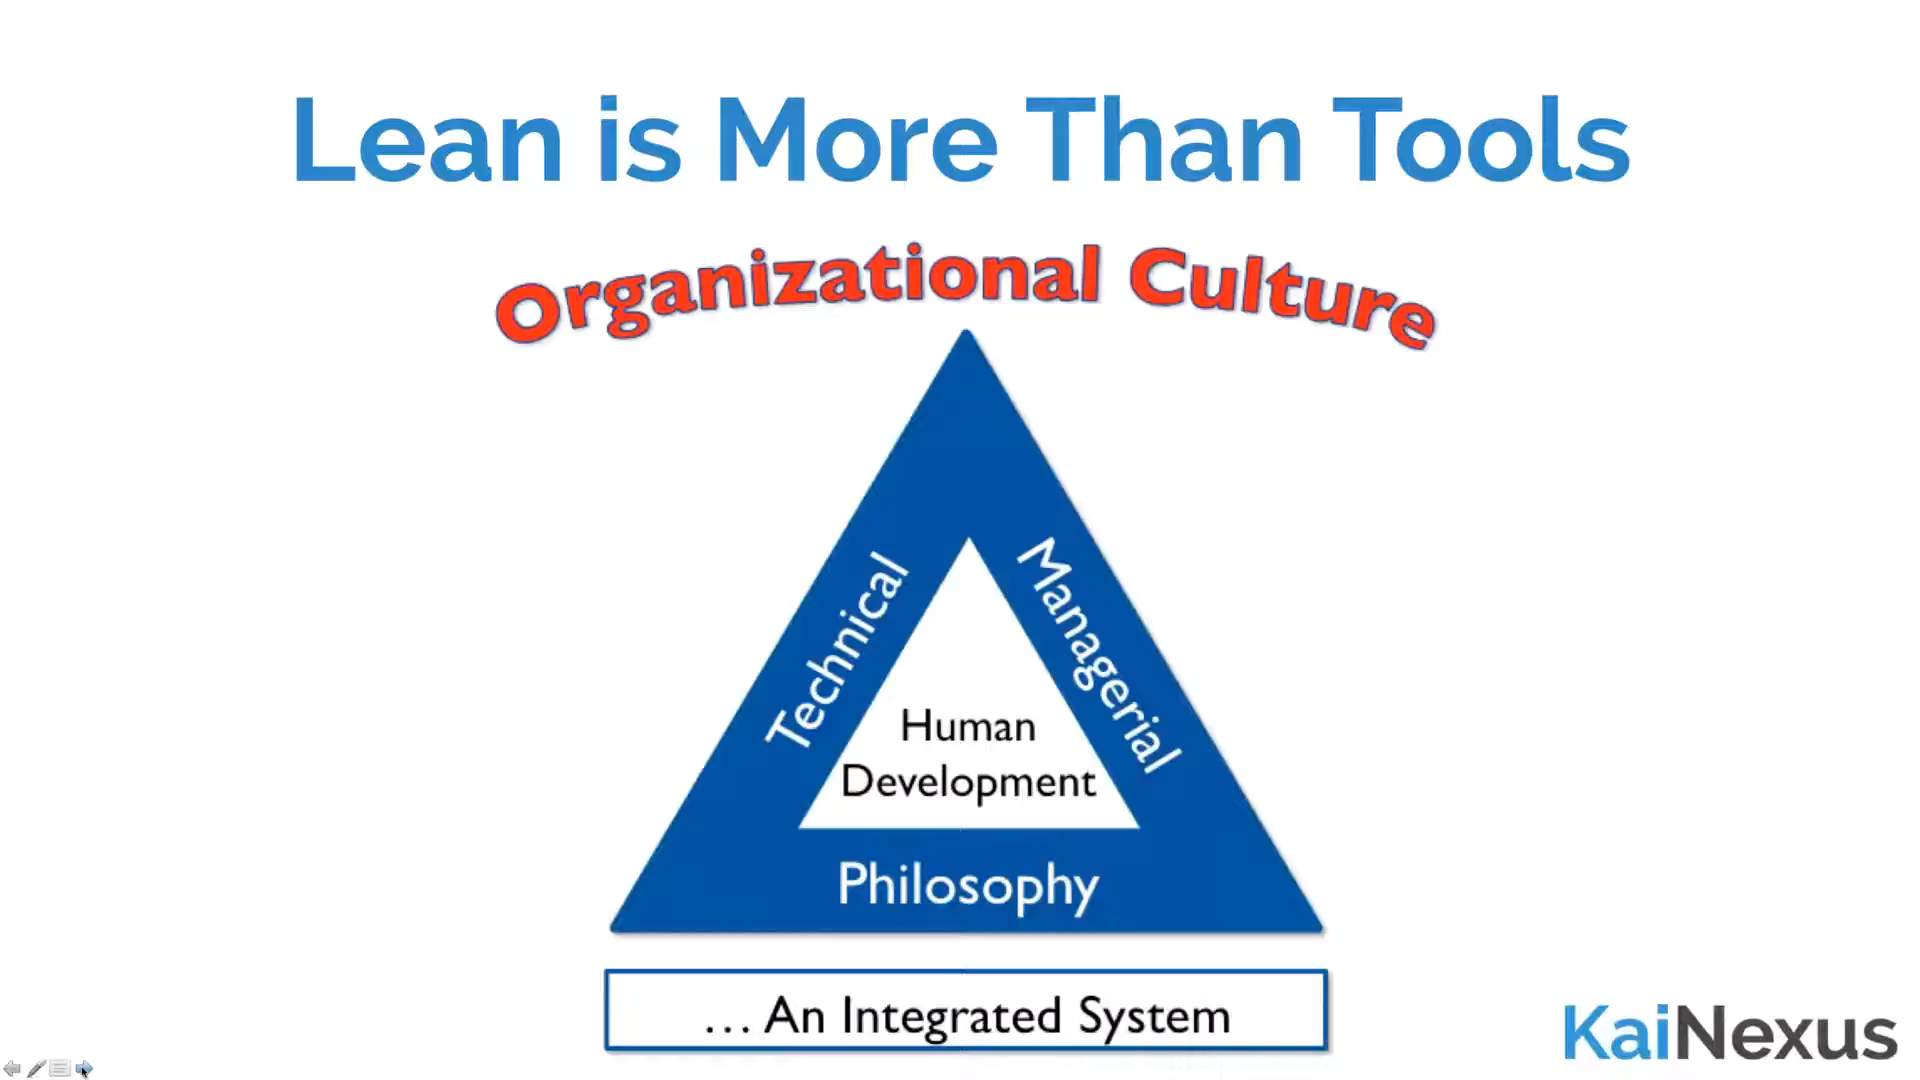 Lean is More Than Tools
Organizational Culture
Technical
Managerial
Human
Development
Philosophy
... An Integrated System
KaiNexus